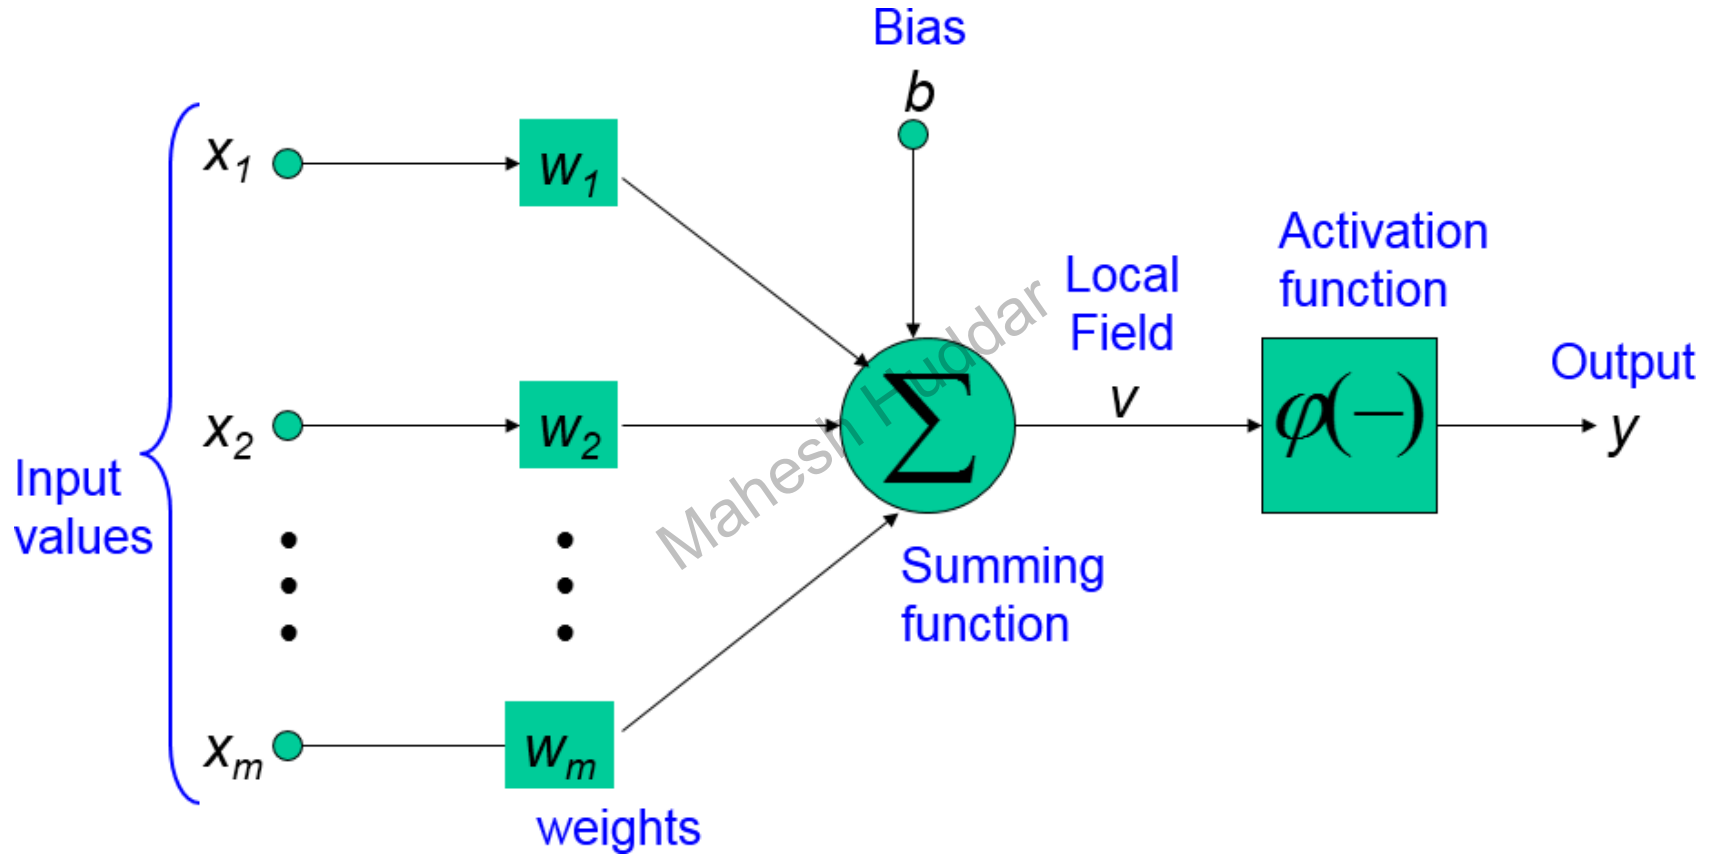 Bias
b
x1
w1
Activation
function
Local
Field
Output
x2
w2
Σ
v
φ(−)
y
Input
values
Mahesh Huddar
Summing
function
xm
wm
weights